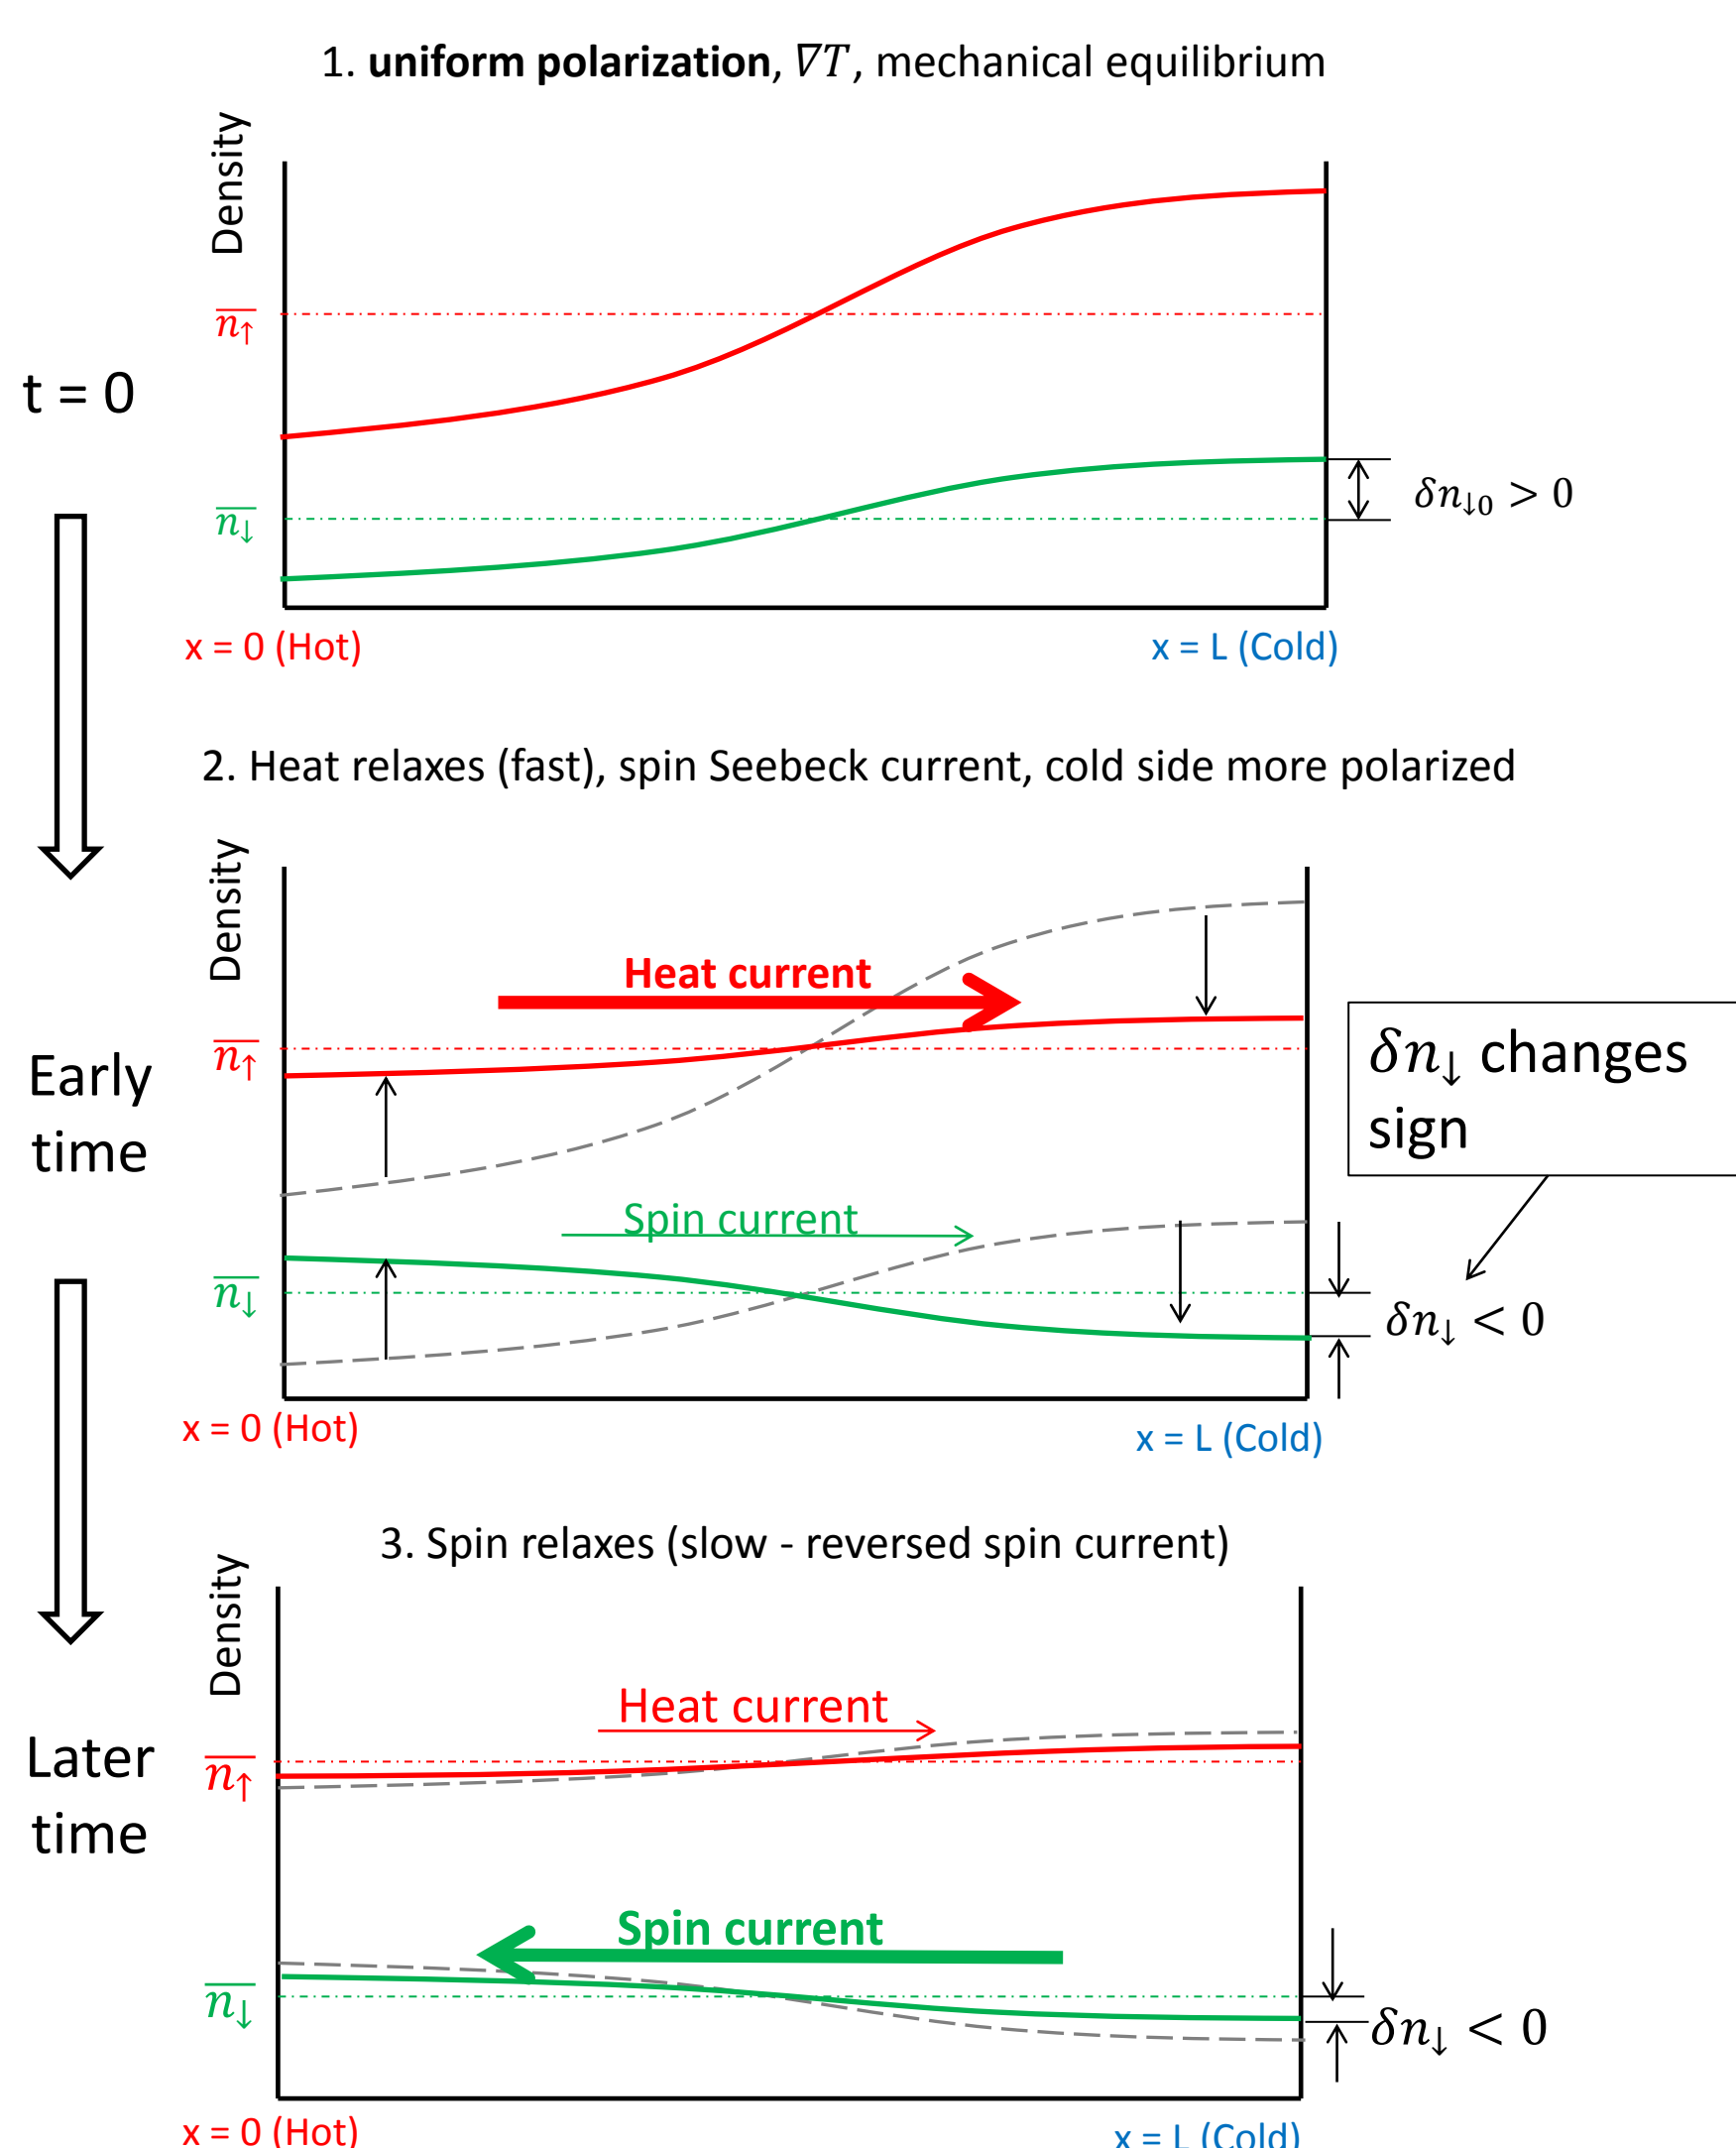 1. uniform polarization, ∇T, mechanical equilibrium
Density
n↑
t = 0
n↓
δn↓0 > 0
x = 0 (Hot)
x = L (Cold)
2. Heat relaxes (fast), spin Seebeck current, cold side more polarized
Density
Heat current
n↑
Early
time
δn↓ changes
sign
Spin current
n↓
δn↓ < 0
x = 0 (Hot)
x = L (Cold)
3. Spin relaxes (slow - reversed spin current)
Density
Heat current
n↑
Later
time
Spin current
n↓
δn↓ < 0
x = 0 (Hot)
x = L (Cold)